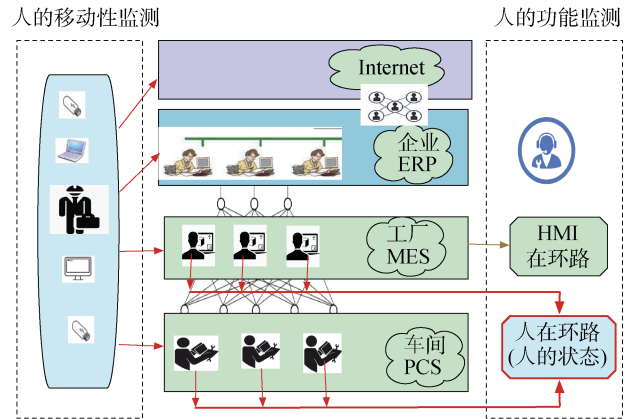 人的移动性监测
人的功能监测
Internet
企业
ERP
工厂
MES
HMI
在环路
车间
PCS
人在环路
(人的状态)